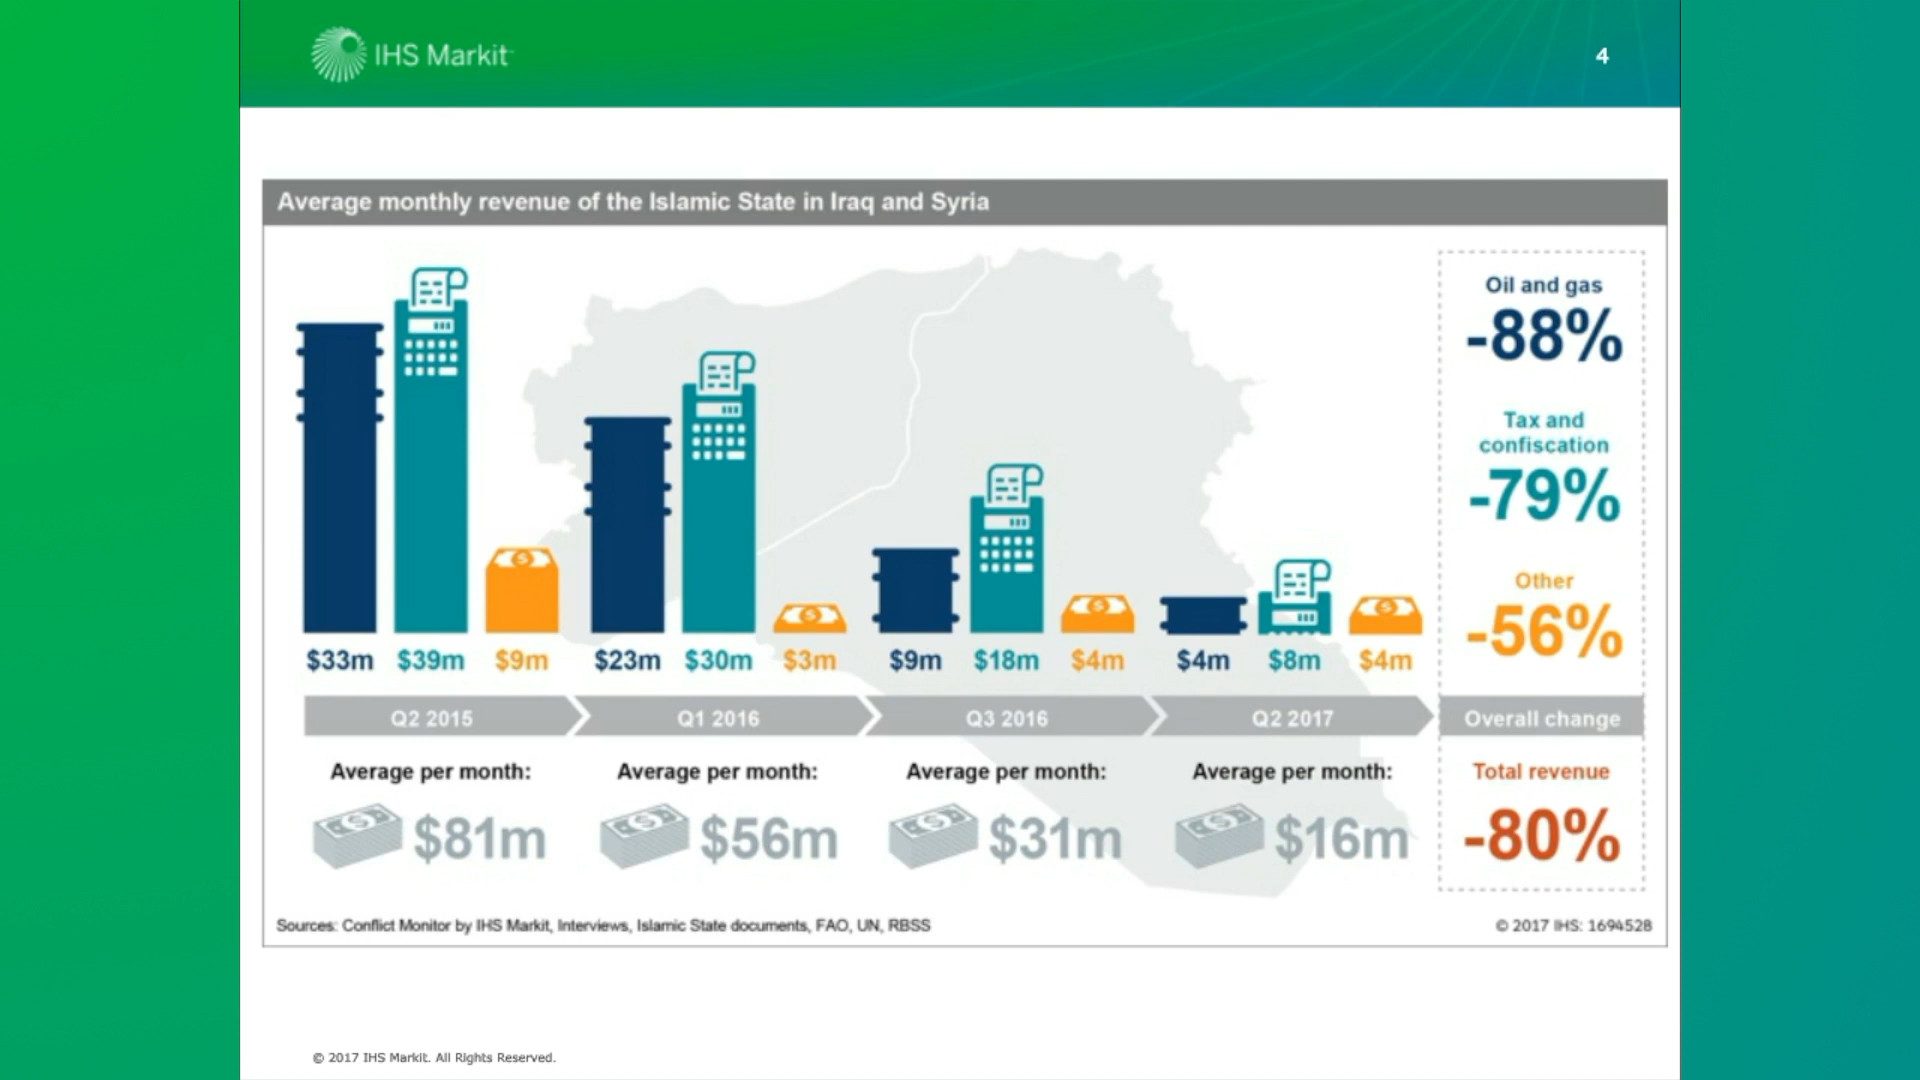 IHS Markit
4
Average monthly revenue of the Islamic State in Iraq and Syria
$33m $39m $9m $23m $30m $3m $9m $18m $4m $4m $8m $4m
Q2 2015 Q1 2016 Q3 2016 Q2 2017
Average per month: Average per month: Average per month: Average per month:
$81m $56m $31m $16m
Oil and gas
-88%
Tax and
confiscation
-79%
Other
-56%
Overall change
Total revenue
-80%
Sources: Conflict Monitor by IHS Markit, Interviews, Islamic State documents, FAO, UN, RBSS
© 2017 IHS: 1694528
© 2017 IHS Markit. All Rights Reserved.